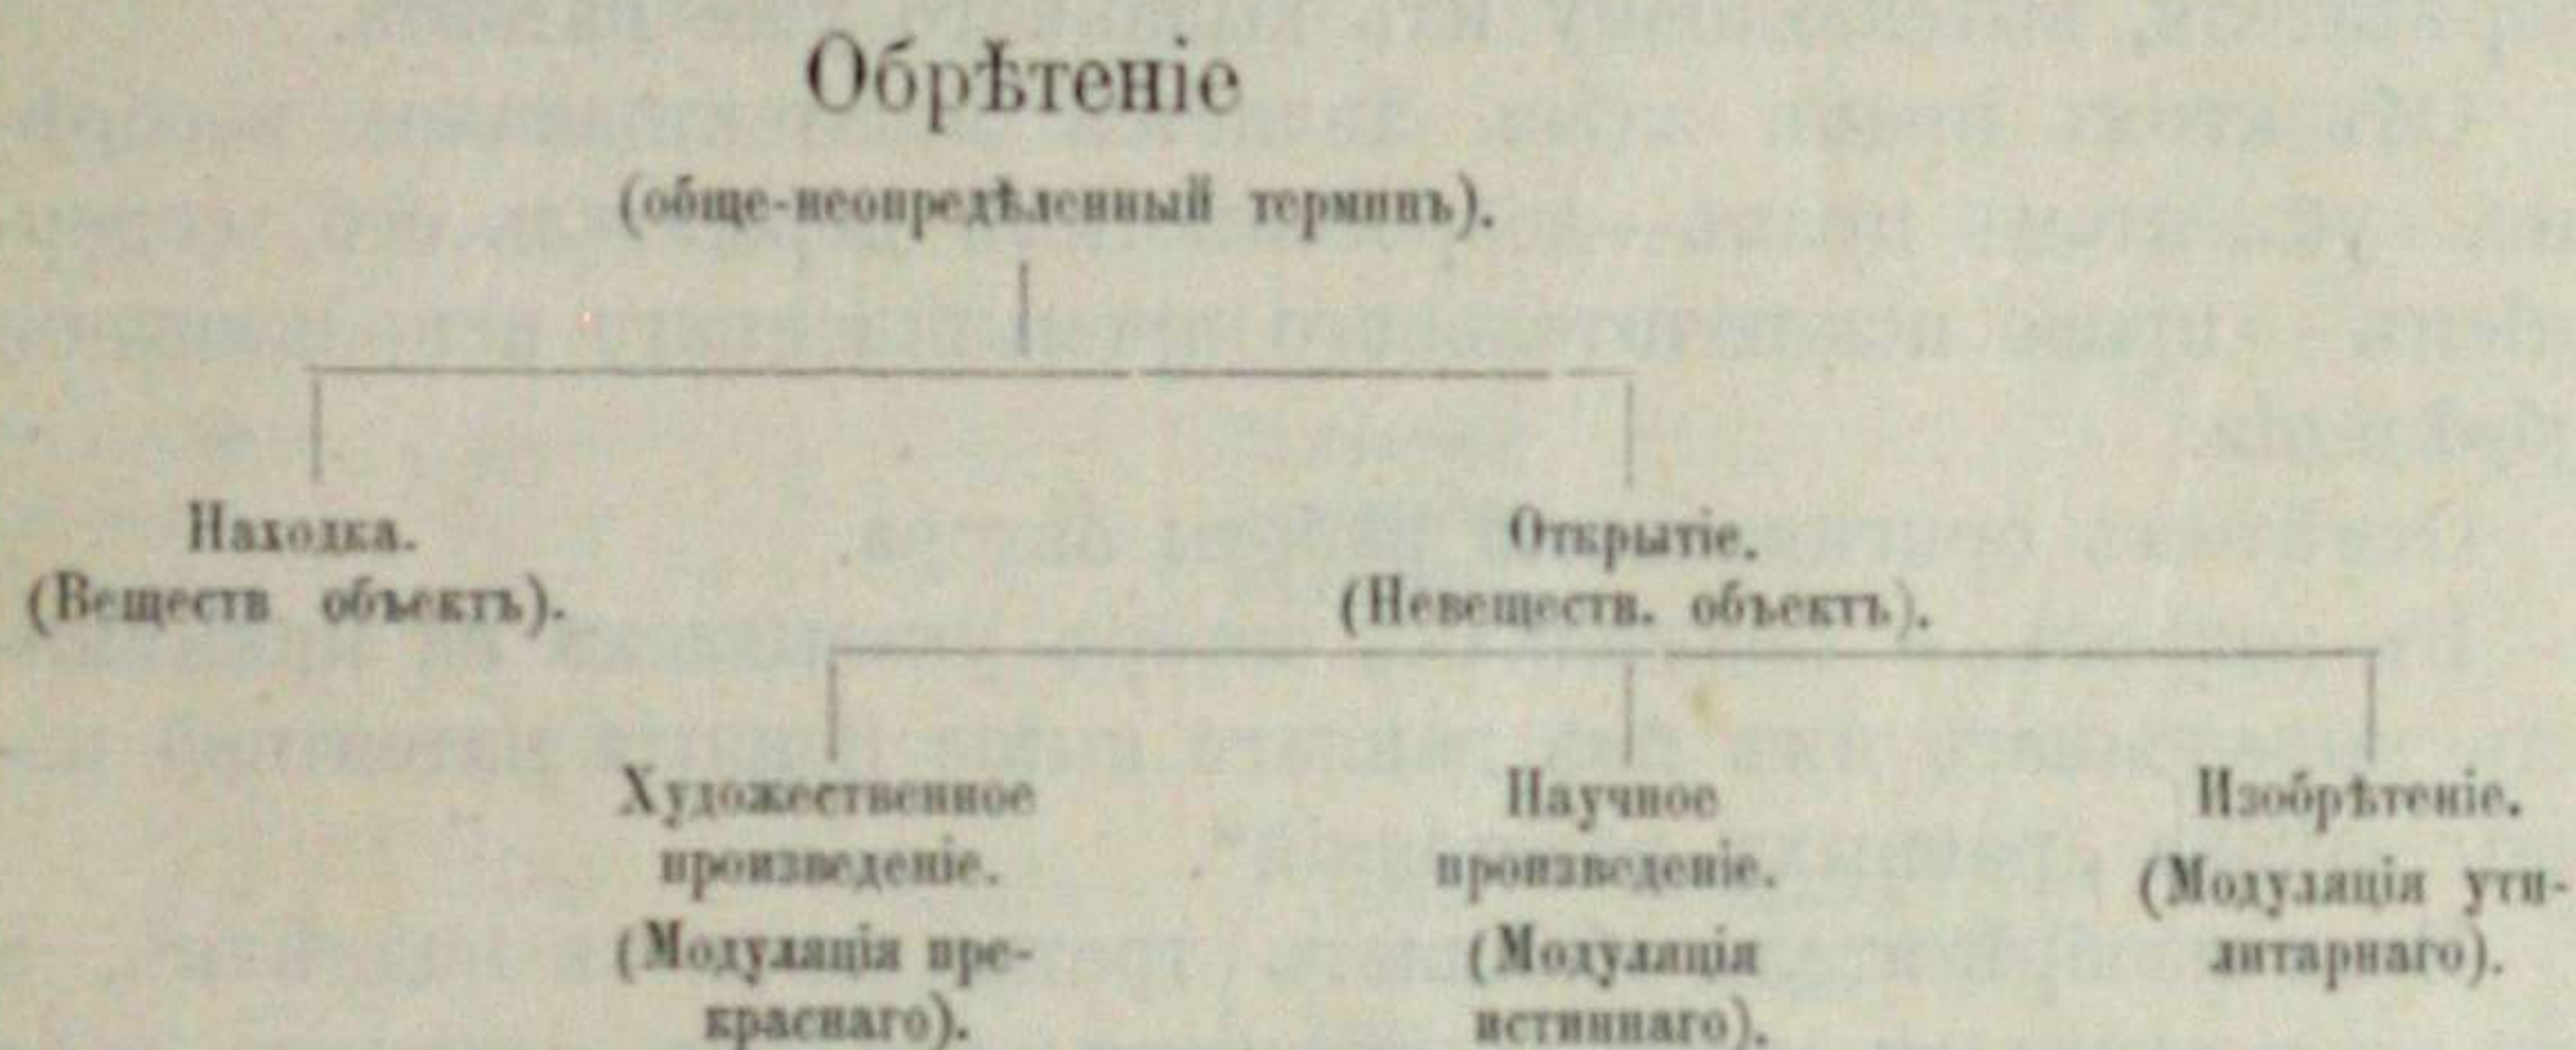 Обрѣтеніе
(обще-неопредѣленный терминъ).
Находка.
(Веществ объектъ).
Открытіе.
(Невеществ. объектъ).
Художественное
произведеніе.
(Модуляція пре-
краснаго).
Научное
произведеніе.
(Модуляція
истиннаго).
Изобрѣтеніе.
(Модуляція ути-
литарнаго).